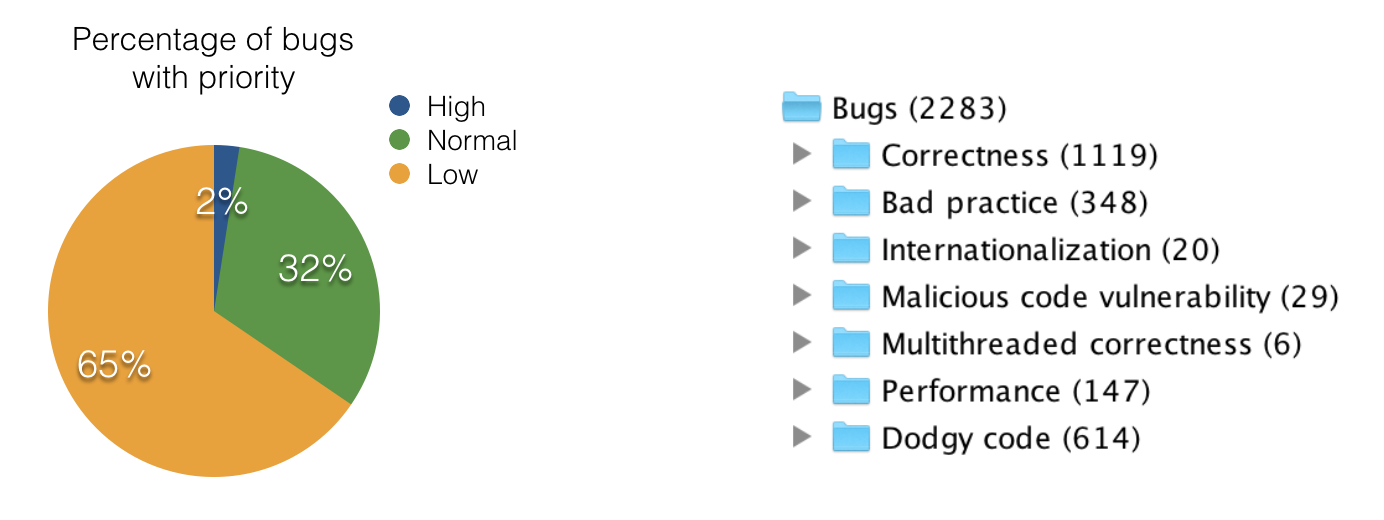 Percentage of bugs
with priority
High
Normal
Low
2%
32%
65%
Bugs (2283)
Correctness (1119)
Bad practice (348)
Internationalization (20)
Malicious code vulnerability (29)
Multithreaded correctness (6)
Performance (147)
Dodgy code (614)